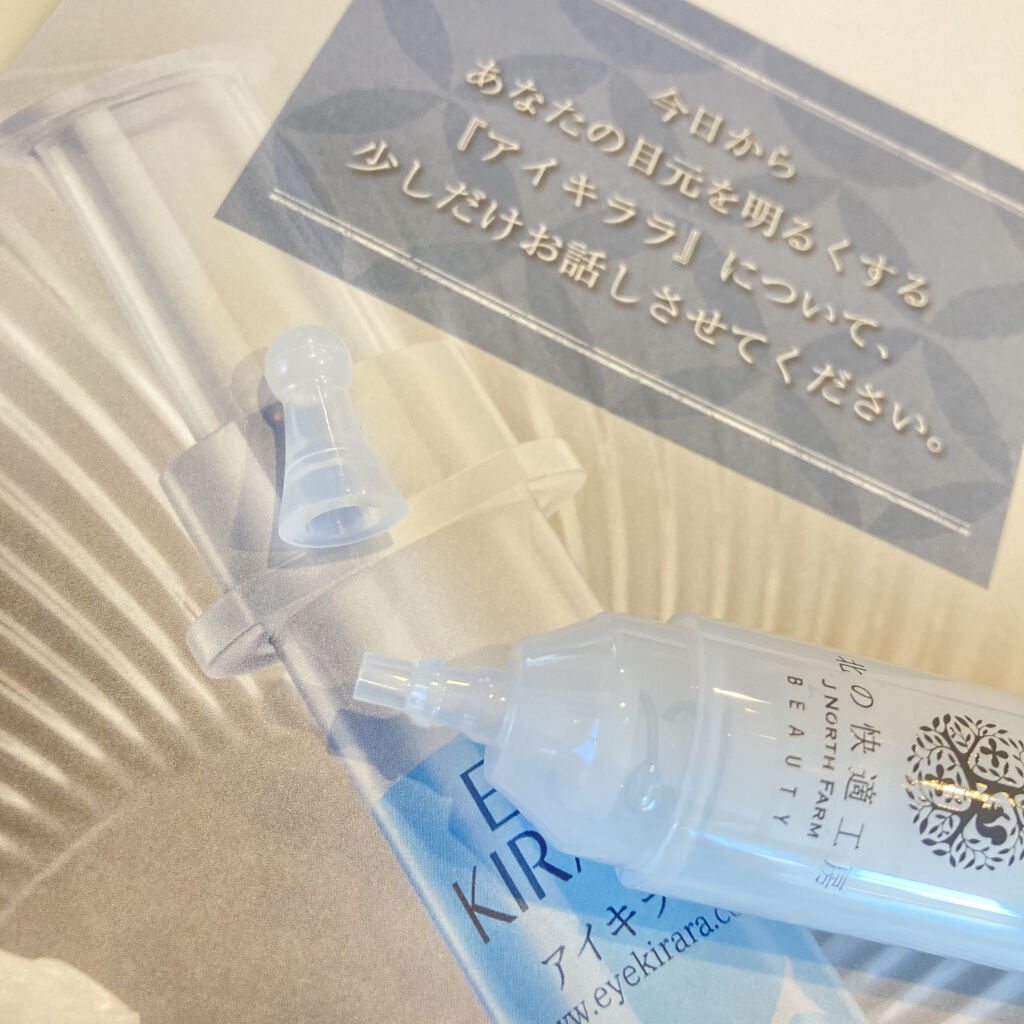 今日から
あなたの目元を明るくする
『アイキララ』について、
少しだけお話しさせてください。
北の快適工房
J NORTH FARM
BEAUTY
E
KIR
アイキラ
www.eyekirara.co